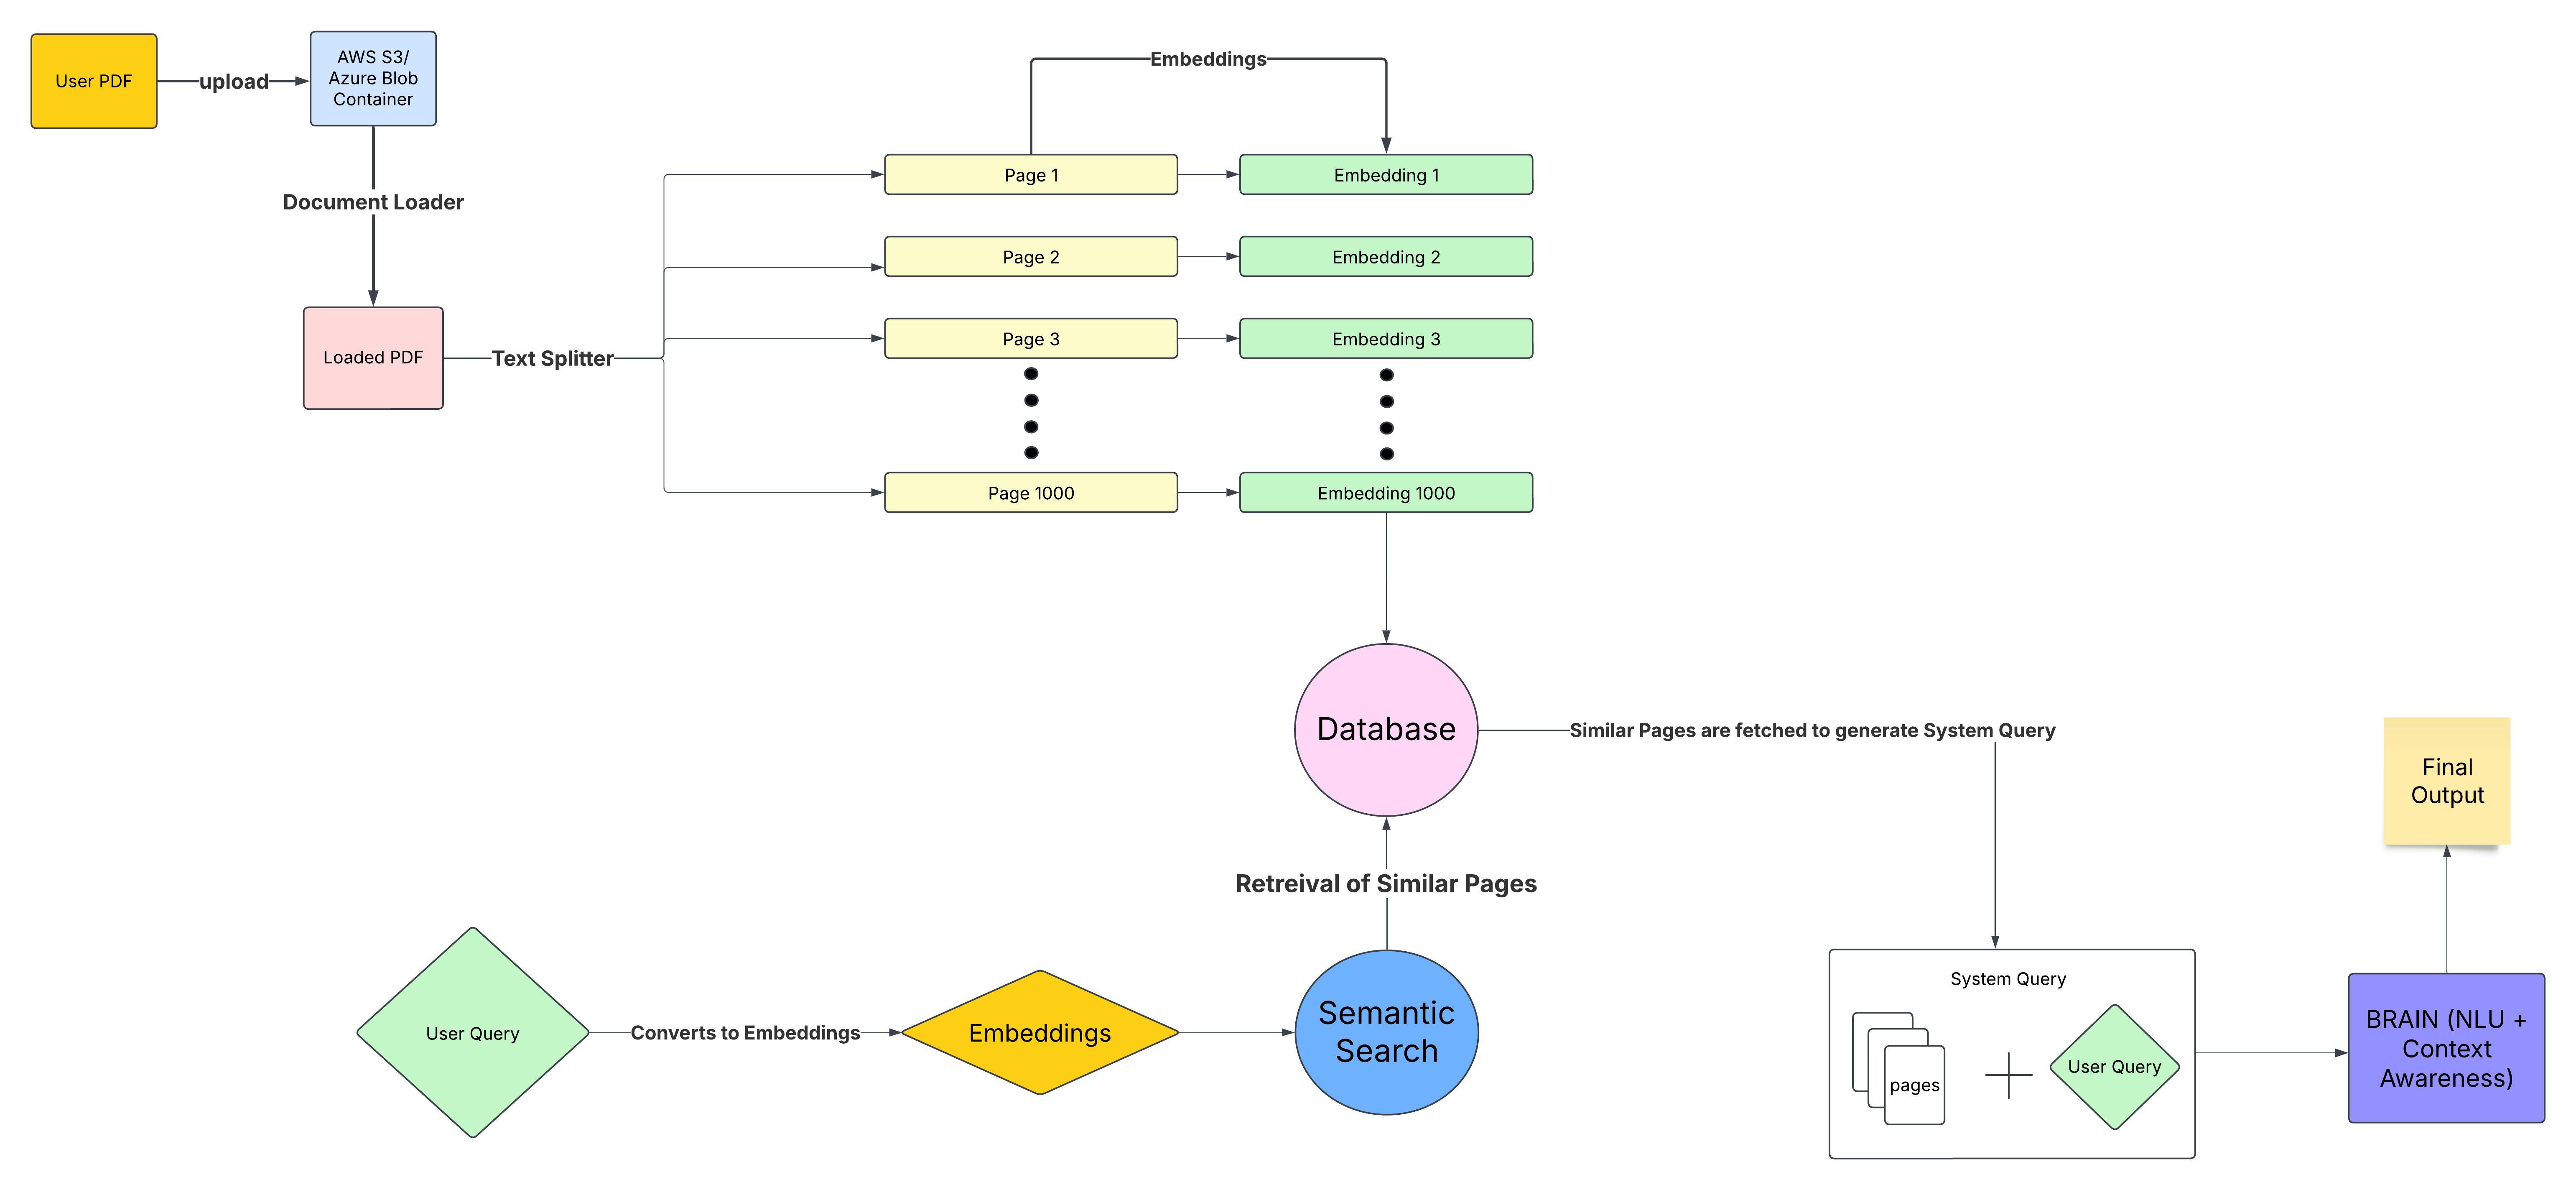 User PDF
upload
AWS S3/
Azure Blob
Container
Document Loader
Loaded PDF
Text Splitter
Embeddings
Page 1
Embedding 1
Page 2
Embedding 2
Page 3
Embedding 3
Page 1000
Embedding 1000
Database
Similar Pages are fetched to generate System Query
Retreival of Similar Pages
User Query
Converts to Embeddings
Embeddings
Semantic
Search
System Query
pages
User Query
BRAIN (NLU +
Context
Awareness)
Final
Output